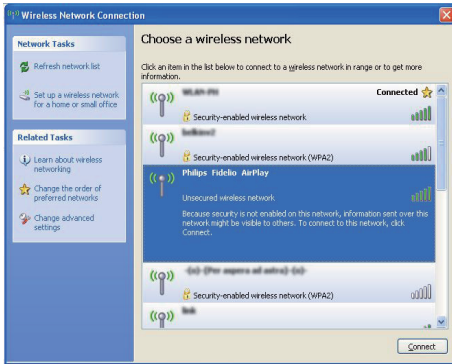 Wireless Network Connection
Network Tasks
Refresh network list
Set up a wireless network
for a home or small office
Related Tasks
Learn about wireless
networking
Change the order of
preferred networks
Change advanced
settings
Choose a wireless network
Click an item in the list below to connect to a wireless network in range or to get more
information.
Connected
Security-enabled wireless network
Security-enabled wireless network (WPA2)
Philips Fidelio AirPlay
Unsecured wireless network
Because security is not enabled on this network, information sent over this
network might be visible to others. To connect to this network, click
Connect.
Security-enabled wireless network (WPA2)
Connect